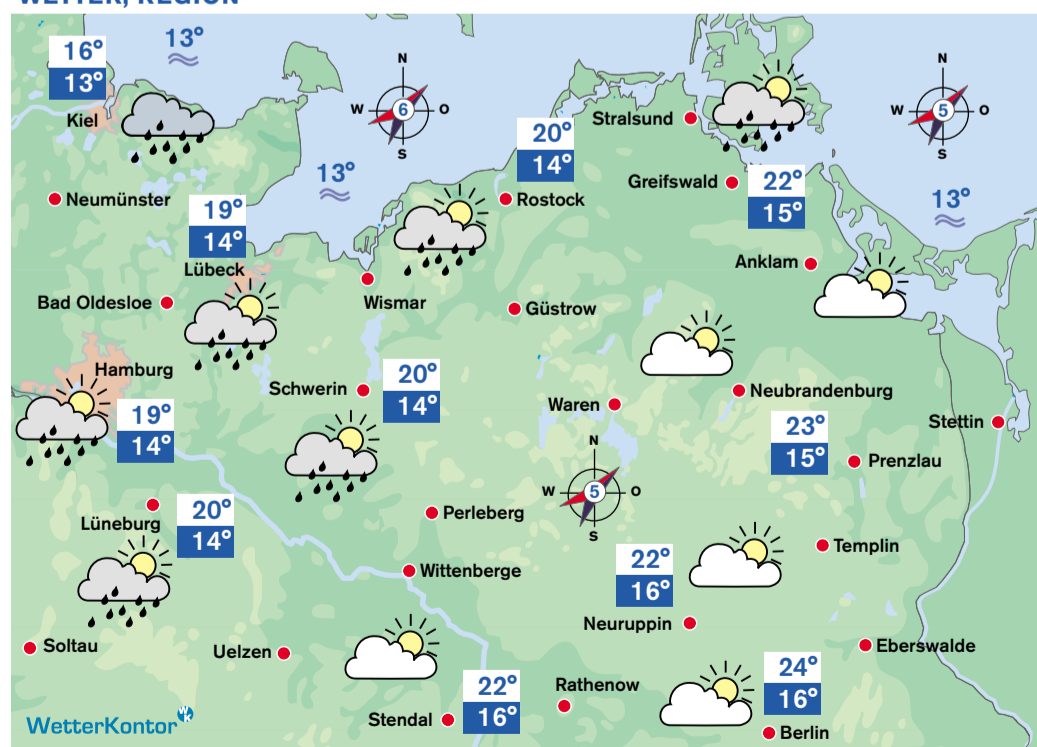 WETTER, REGION
16°
13°
13°
Kiel
N
W
6
O
S
N
W
5
O
S
Stralsund
20°
14°
Rostock
Greifswald
22°
15°
13°
13°
Neumünster
19°
14°
Lübeck
Anklam
Bad Oldesloe
Wismar
Güstrow
Hamburg
19°
14°
Schwerin
20°
14°
Waren
Neubrandenburg
23°
15°
Stettin
Prenzlau
N
W
5
O
S
Lüneburg
20°
14°
Perleberg
Templin
Wittenberge
22°
16°
Neuruppin
Soltau
Uelzen
Eberswalde
22°
16°
Stendal
Rathenow
24°
16°
Berlin
WetterKontor